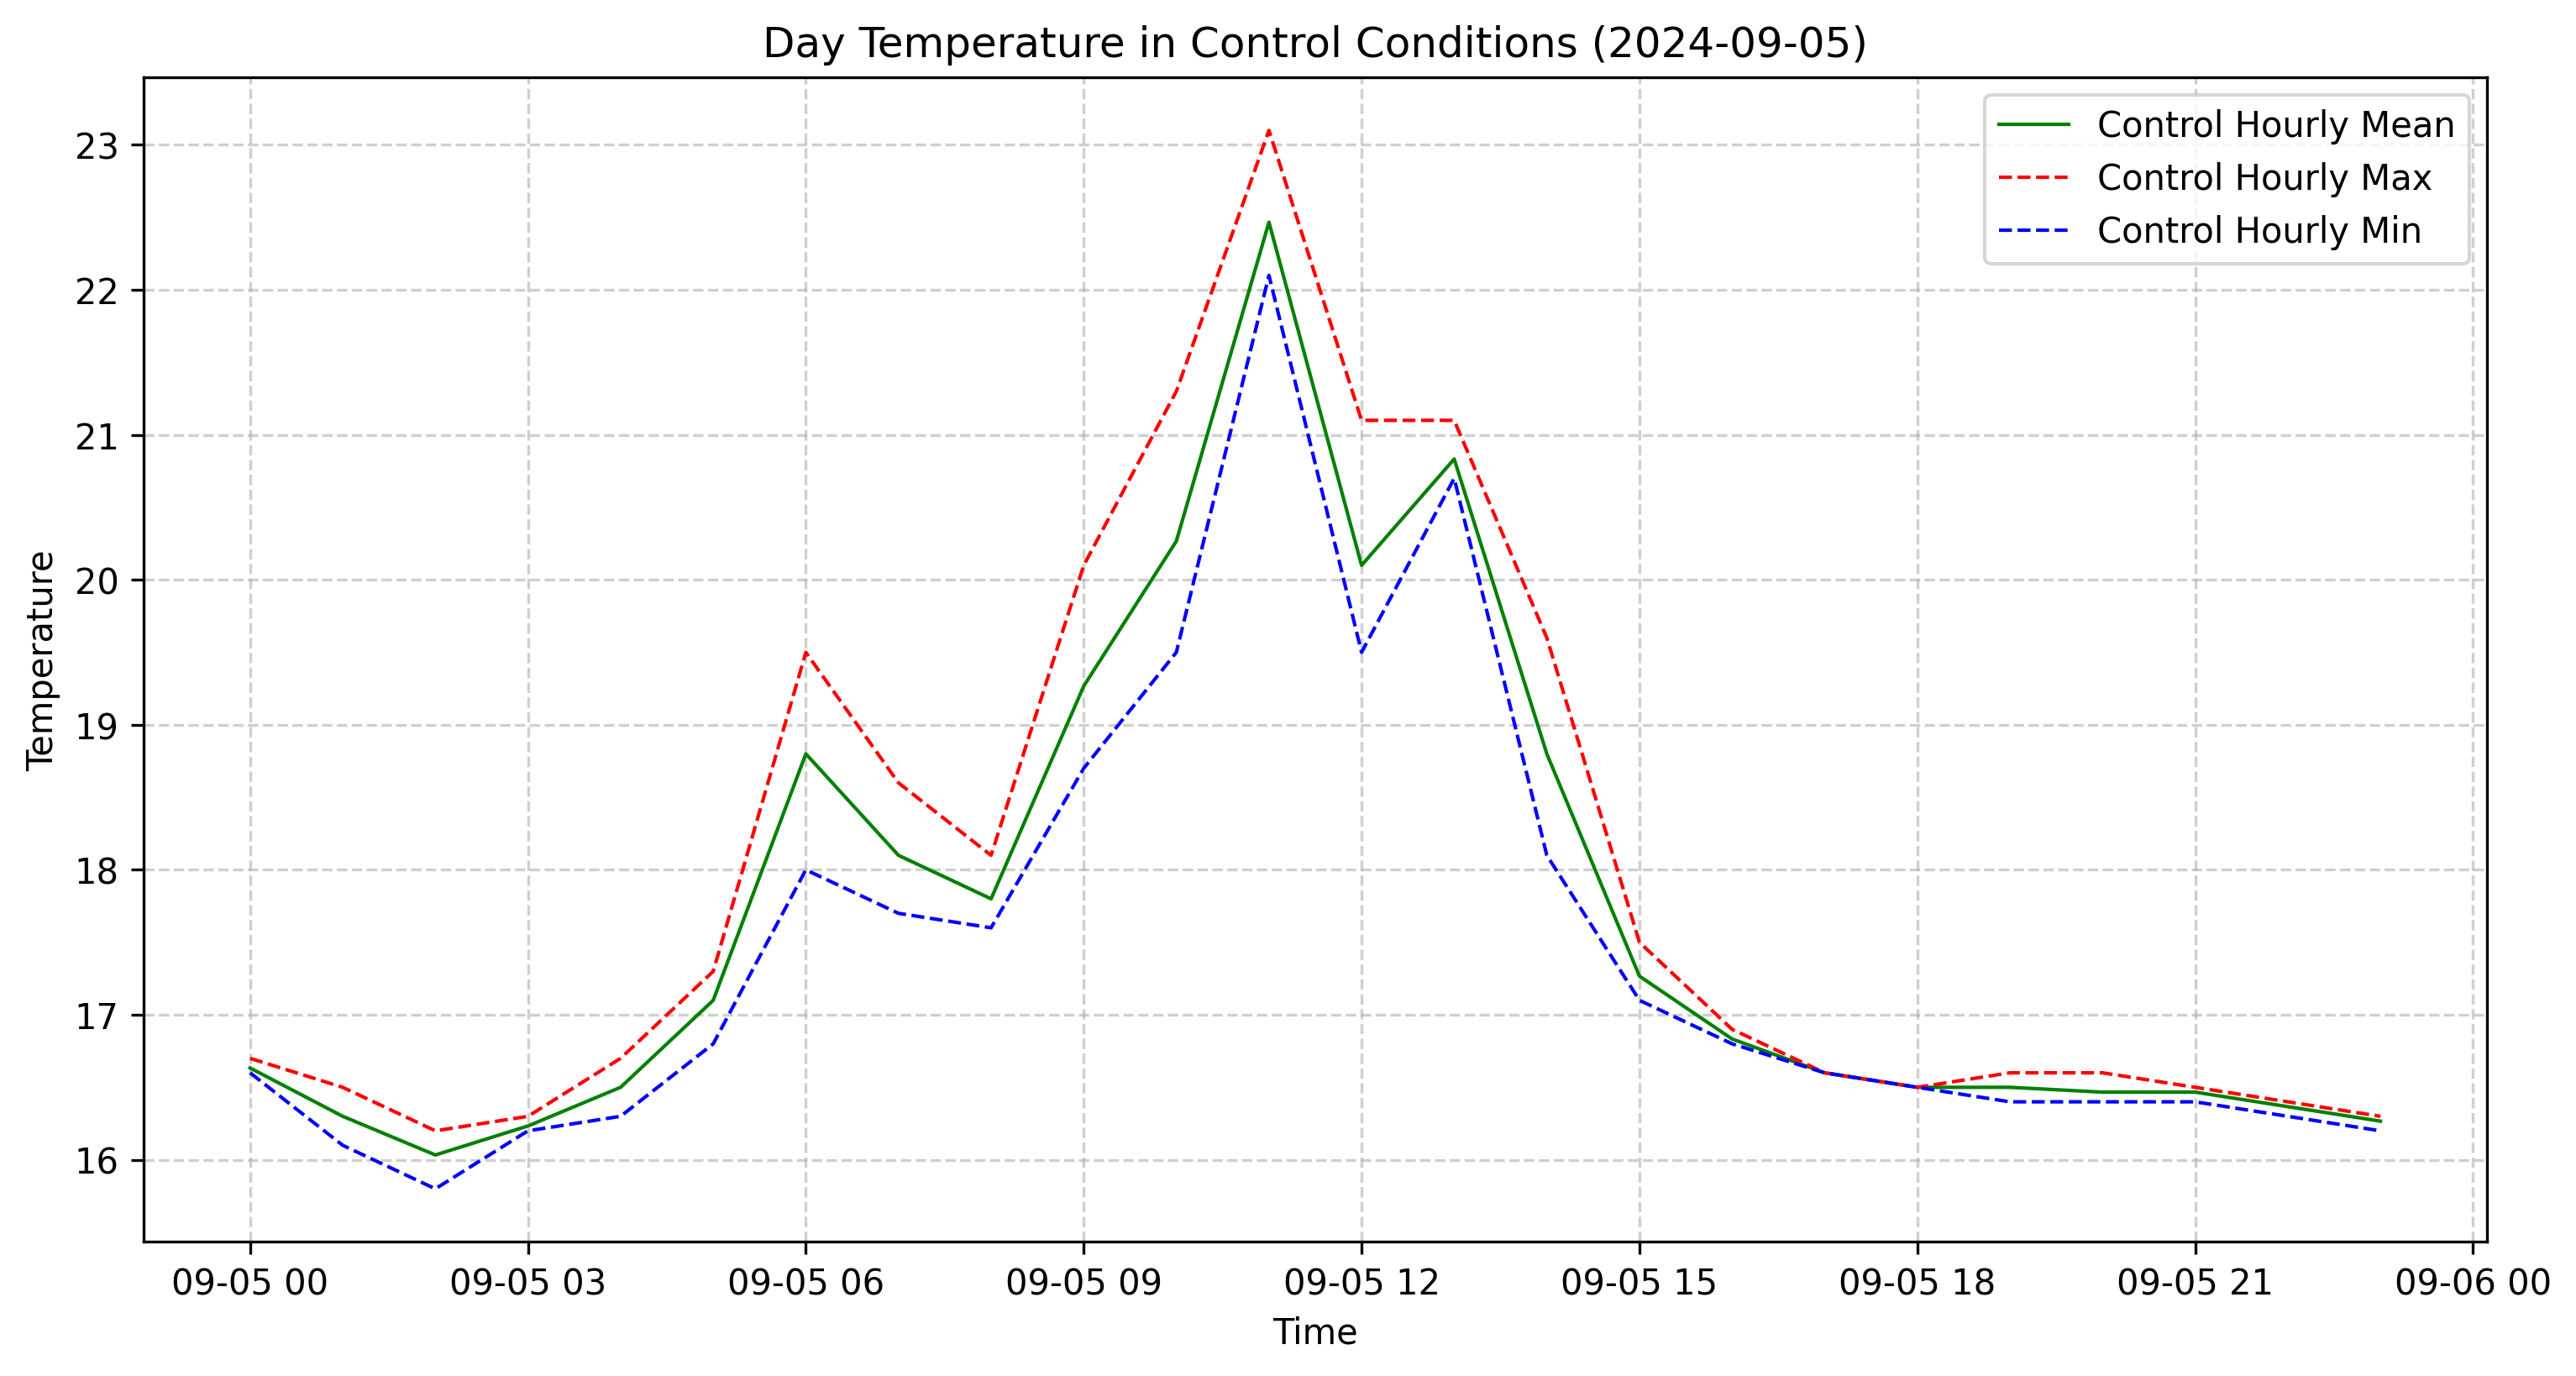 Day Temperature in Control Conditions (2024-09-05)
Control Hourly Mean
Control Hourly Max
Control Hourly Min
Temperature
23
22
21
20
19
18
17
16
09-05 00 09-05 03 09-05 06 09-05 09 09-05 12 09-05 15 09-05 18 09-05 21 09-06 00
Time